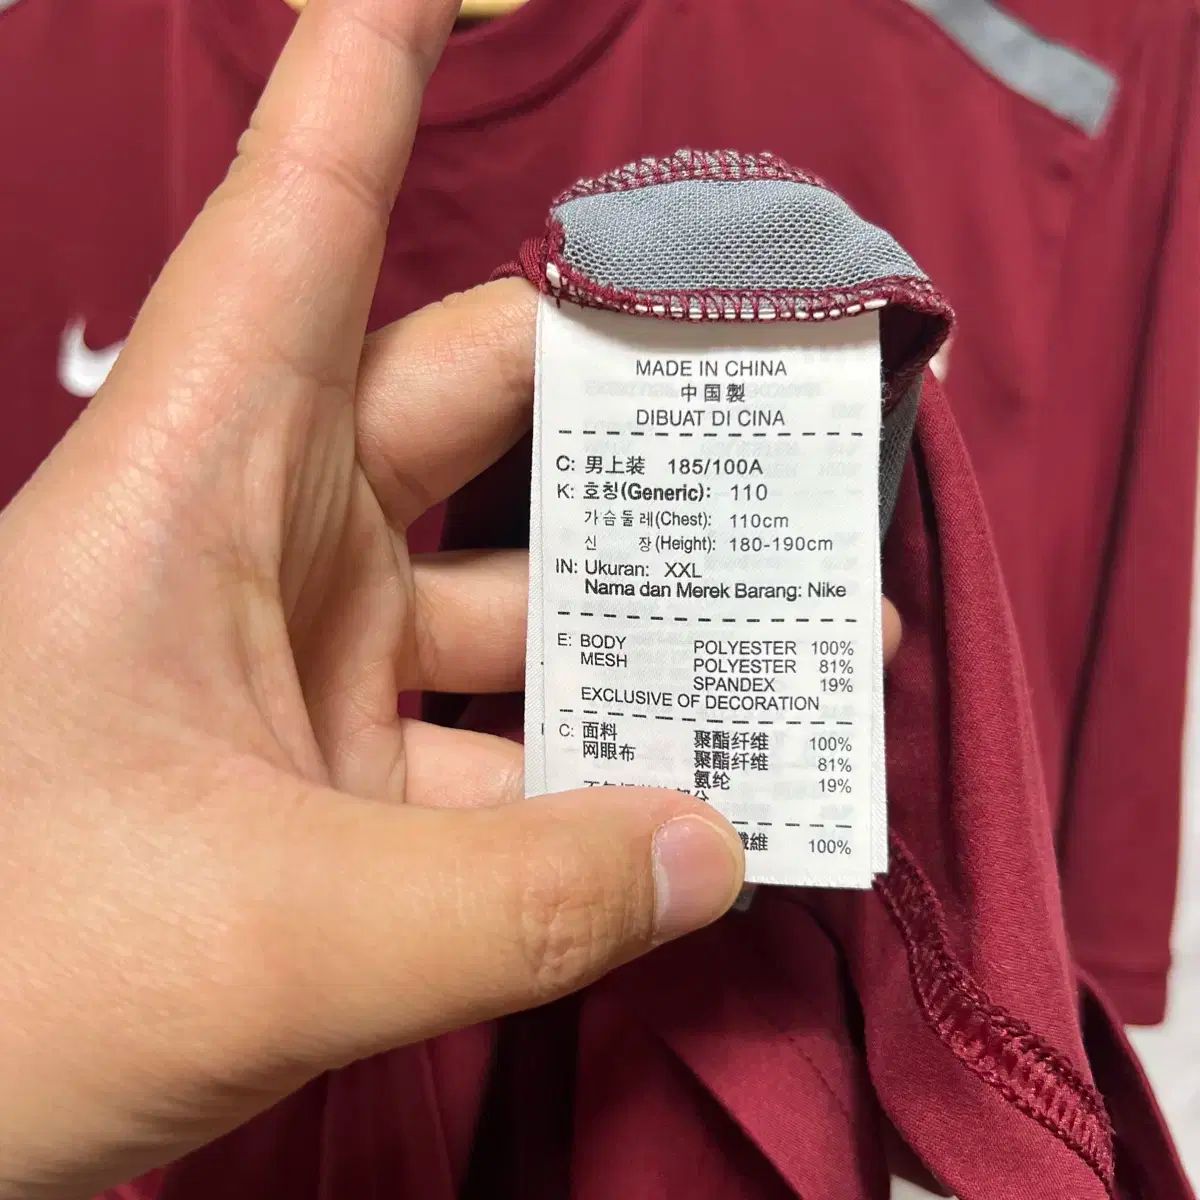 MADE IN CHINA
中国製
DIBUAT DI CINA
C: 男上装 185/100A
K: 호칭(Generic): 110
가슴둘레(Chest): 110cm
신 장(Height): 180-190cm
IN: Ukuran: XXL
Nama dan Merek Barang: Nike
E: BODY POLYESTER 100%
MESH POLYESTER 81%
SPANDEX 19%
EXCLUSIVE OF DECORATION
C: 面料 聚酯纤维 100%
网眼布 聚酯纤维 81%
氨纶 19%
維 100%